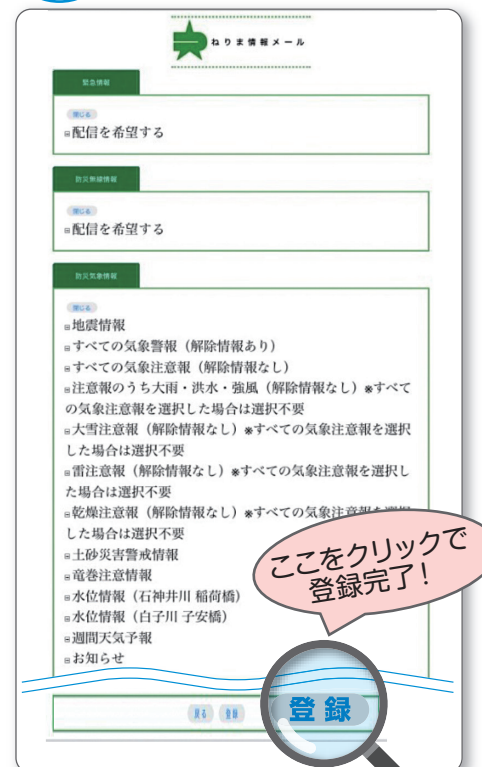 ねりま情報メール
緊急情報
閉じる
配信を希望する
防災無線情報
閉じる
配信を希望する
防災気象情報
閉じる
地震情報
すべての気象警報（解除情報あり）
すべての気象注意報（解除情報なし）
注意報のうち大雨・洪水・強風（解除情報なし）※すべて
の気象注意報を選択した場合は選択不要
大雪注意報（解除情報なし）※すべての気象注意報を選択
した場合は選択不要
雷注意報（解除情報なし）※すべての気象注意報を選択し
た場合は選択不要
乾燥注意報（解除情報なし）※すべての気象注意報を選択
した場合は選択不要
土砂災害警戒情報
竜巻注意情報
水位情報（石神井川 稲荷橋）
水位情報（白子川 子安橋）
週間天気予報
お知らせ
ここをクリックで
登録完了！
戻る 登録
登録